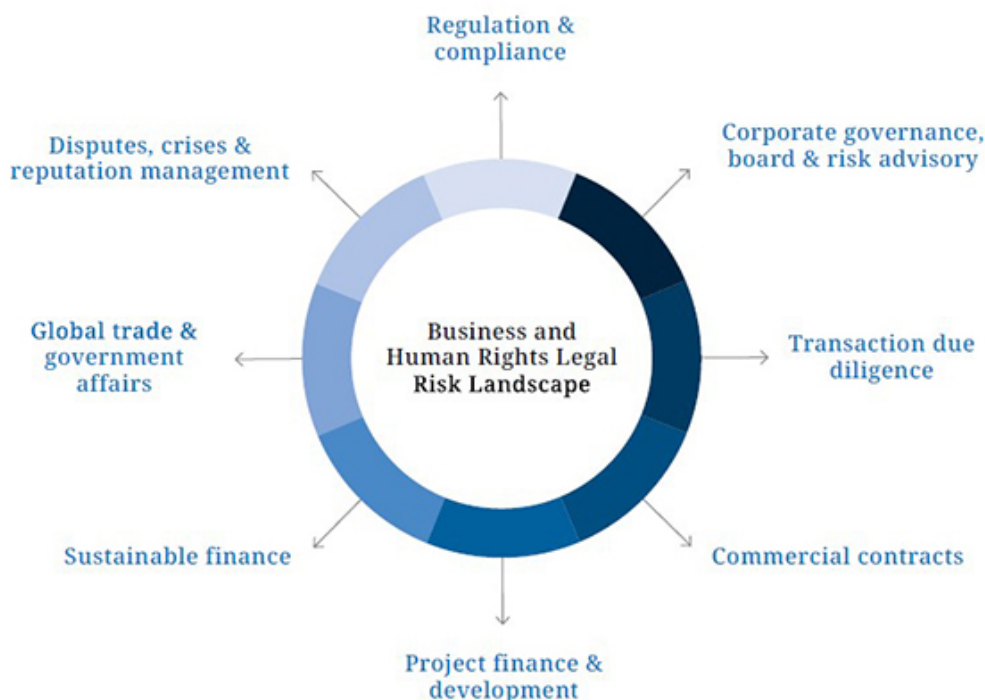 Regulation &
compliance
Corporate governance,
board & risk advisory
Transaction due
diligence
Commercial contracts
Project finance &
development
Sustainable finance
Global trade &
government
affairs
Disputes, crises &
reputation management
Business and
Human Rights Legal
Risk Landscape